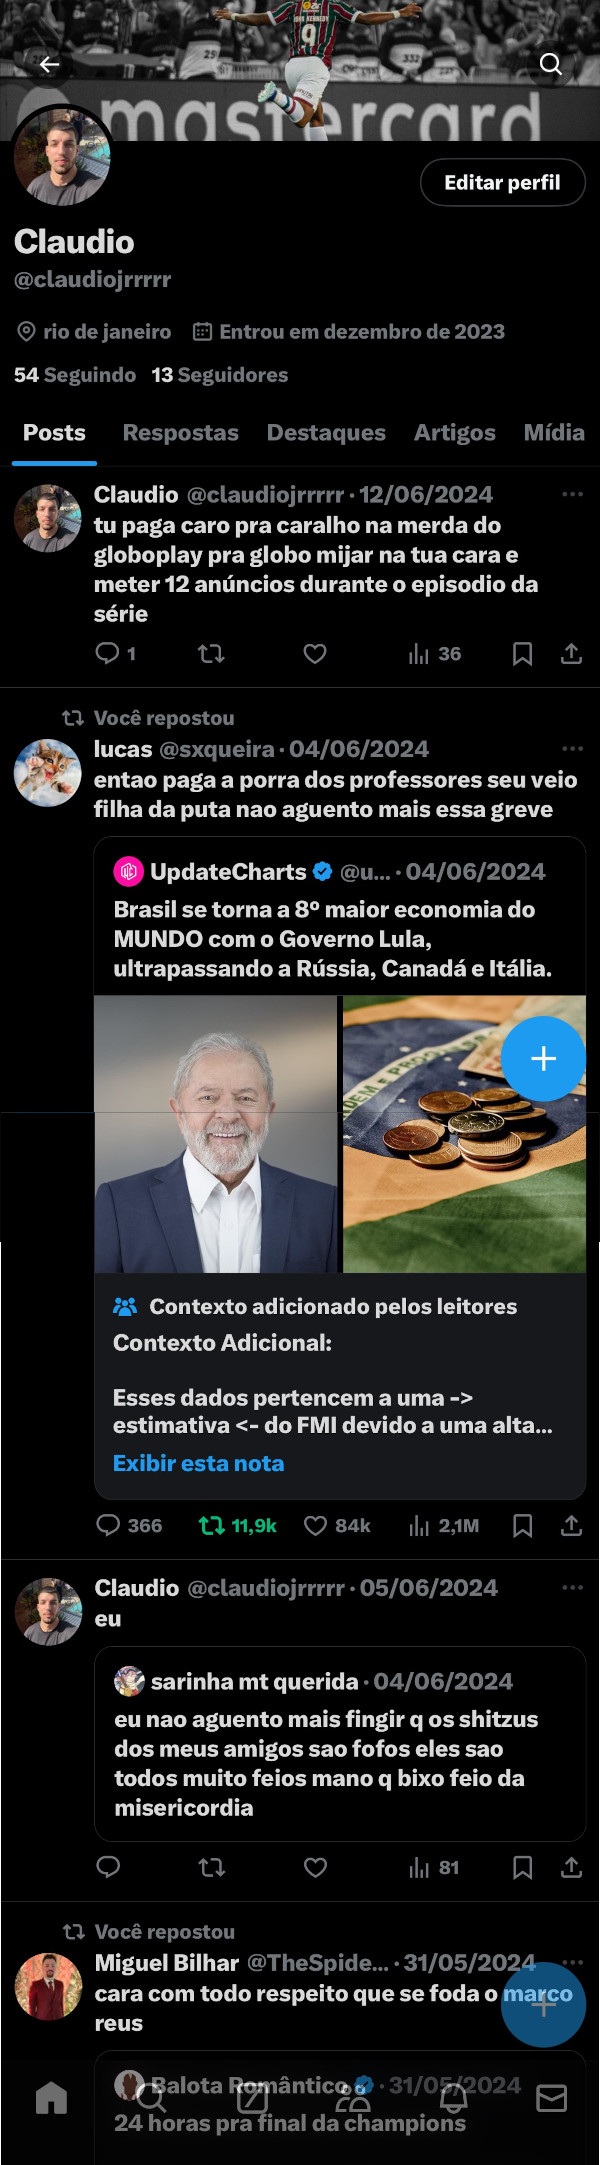 JOHN KENNEDY
9
25
332
mastercard
Editar perfil
Claudio
@claudiojrrrrr
rio de janeiro Entrou em dezembro de 2023
54 Seguindo 13 Seguidores
Posts Respostas Destaques Artigos Mídia
Claudio @claudiojrrrrr · 12/06/2024
tu paga caro pra caralho na merda do
globoplay pra globo mijar na tua cara e
meter 12 anúncios durante o episodio da
série
1 36
Você repostou
lucas @sxqueira · 04/06/2024
entao paga a porra dos professores seu veio
filha da puta nao aguento mais essa greve
UpdateCharts @u... · 04/06/2024
Brasil se torna a 8º maior economia do
MUNDO com o Governo Lula,
ultrapassando a Rússia, Canadá e Itália.
Contexto adicionado pelos leitores
Contexto Adicional:
Esses dados pertencem a uma ->
estimativa <- do FMI devido a uma alta...
Exibir esta nota
366 11,9k 84k 2,1M
Claudio @claudiojrrrrr · 05/06/2024
eu
sarinha mt querida · 04/06/2024
eu nao aguento mais fingir q os shitzus
dos meus amigos sao fofos eles sao
todos muito feios mano q bixo feio da
misericordia
81
Você repostou
Miguel Bilhar @TheSpide... · 31/05/2024
cara com todo respeito que se foda o marco
reus
Balota Romântico · 31/05/2024
24 horas pra final da champions